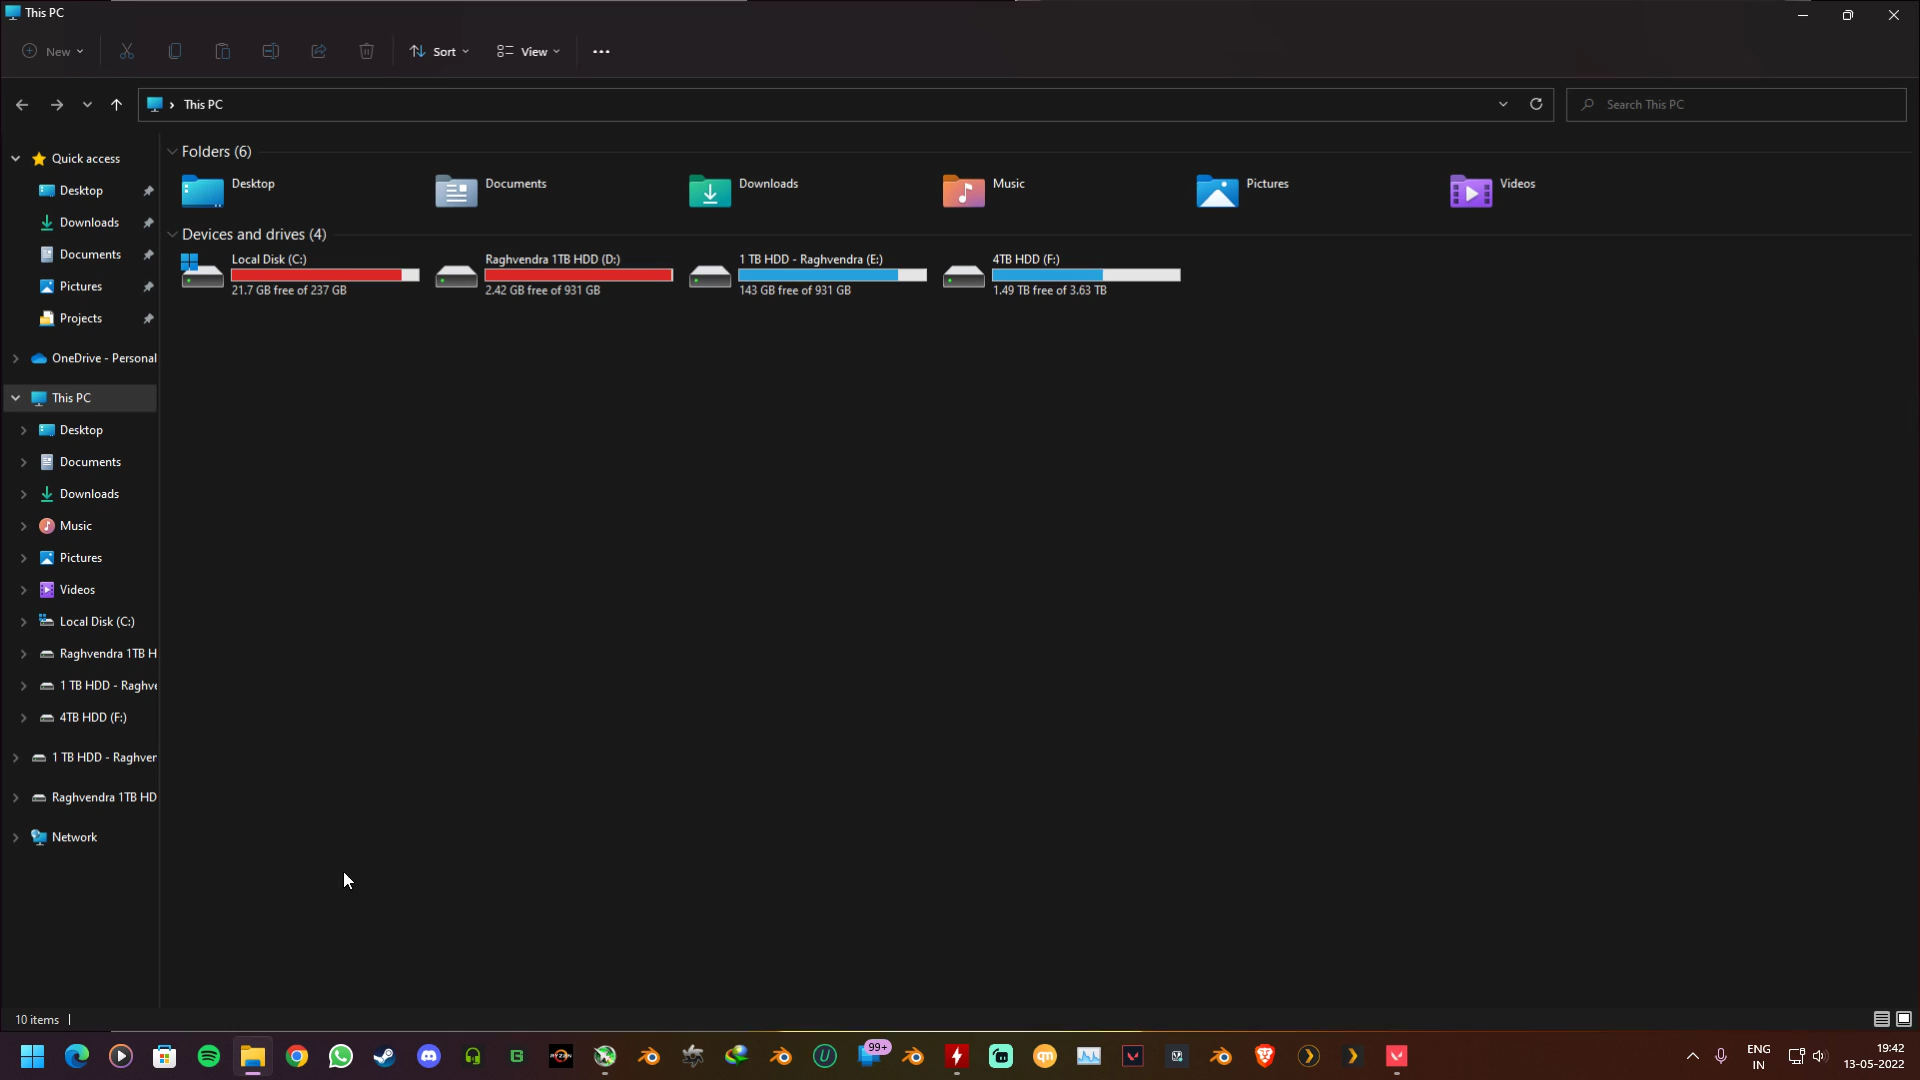 This PC
New
Sort
View
This PC
Search This PC
Quick access
Desktop
Downloads
Documents
Pictures
Projects
OneDrive - Personal
This PC
Desktop
Documents
Downloads
Music
Pictures
Videos
Local Disk (C:)
Raghvendra 1TB H
1 TB HDD - Raghve
4TB HDD (F:)
1 TB HDD - Raghver
Raghvendra 1TB HD
Network
Folders (6)
Desktop
Documents
Downloads
Music
Pictures
Videos
Devices and drives (4)
Local Disk (C:)
21.7 GB free of 237 GB
Raghvendra 1TB HDD (D:)
2.42 GB free of 931 GB
1 TB HDD - Raghvendra (E:)
143 GB free of 931 GB
4TB HDD (F:)
1.49 TB free of 3.63 TB
10 items
RYZEN
99+
qm
ENG
IN
19:42
13-05-2022